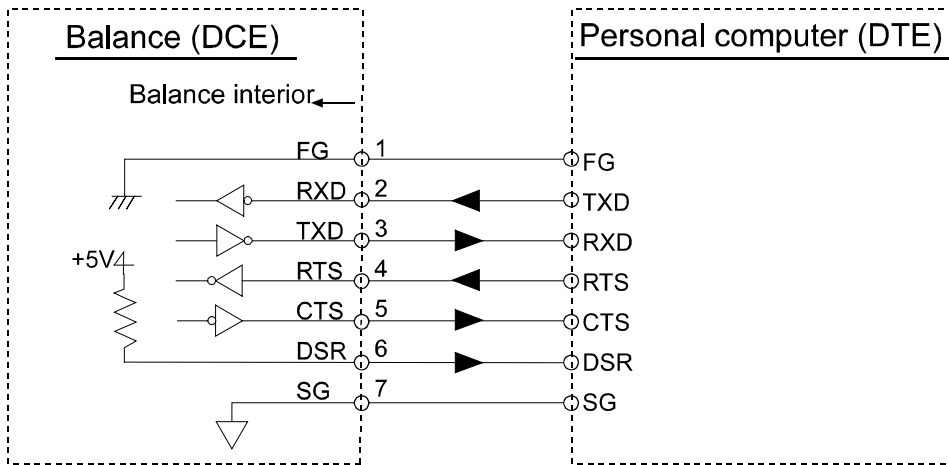 Balance (DCE)
Personal computer (DTE)
Balance interior
FG 1 FG
RXD 2 TXD
TXD 3 RXD
+5V
RTS 4 RTS
CTS 5 CTS
DSR 6 DSR
SG 7 SG